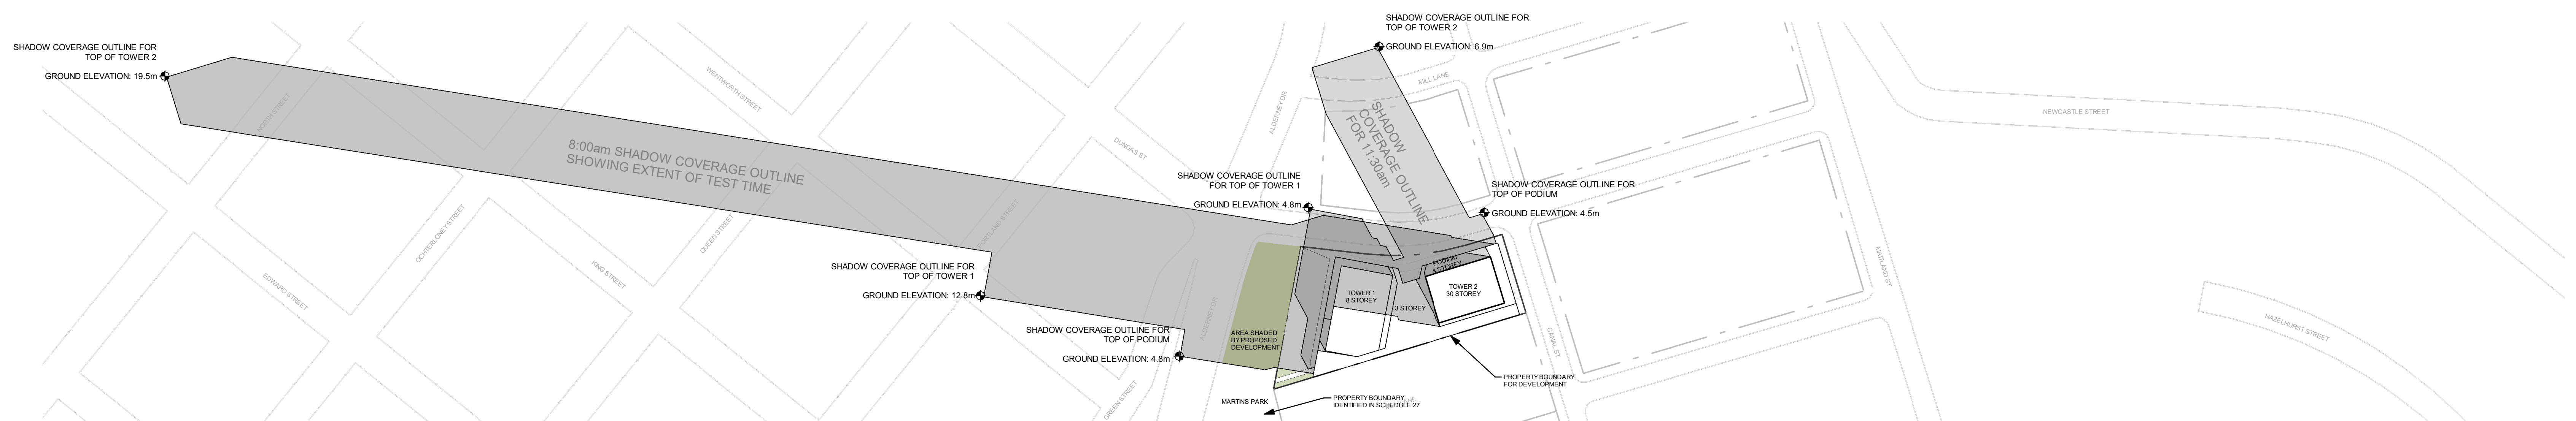 SHADOW COVERAGE OUTLINE FOR
TOP OF TOWER 2
GROUND ELEVATION: 6.9m
SHADOW COVERAGE OUTLINE FOR
TOP OF TOWER 2
GROUND ELEVATION: 19.5m
WENTWORTH STREET
NORTH STREET
MILL LANE
ALDERNEY DR
NEWCASTLE STREET
SHADOW
COVERAGE OUTLINE
FOR 11:30am
DUNDAS ST
8:00am SHADOW COVERAGE OUTLINE
SHOWING EXTENT OF TEST TIME
SHADOW COVERAGE OUTLINE
FOR TOP OF TOWER 1
GROUND ELEVATION: 4.8m
SHADOW COVERAGE OUTLINE FOR
TOP OF PODIUM
GROUND ELEVATION: 4.5m
OCHTERLONEY STREET
QUEEN STREET
PORTLAND STREET
KING STREET
EDWARD STREET
MAITLAND ST
SHADOW COVERAGE OUTLINE FOR
TOP OF TOWER 1
GROUND ELEVATION: 12.8m
PODIUM
4 STOREY
TOWER 1
8 STOREY
TOWER 2
30 STOREY
3 STOREY
ALDERNEY DR
HAZELHURST STREET
SHADOW COVERAGE OUTLINE FOR
TOP OF PODIUM
GROUND ELEVATION: 4.8m
AREA SHADED
BY PROPOSED
DEVELOPMENT
CANAL ST
PROPERTY BOUNDARY
FOR DEVELOPMENT
GREEN STREET
MARTINS PARK
PROPERTY BOUNDARY
IDENTIFIED IN SCHEDULE 27